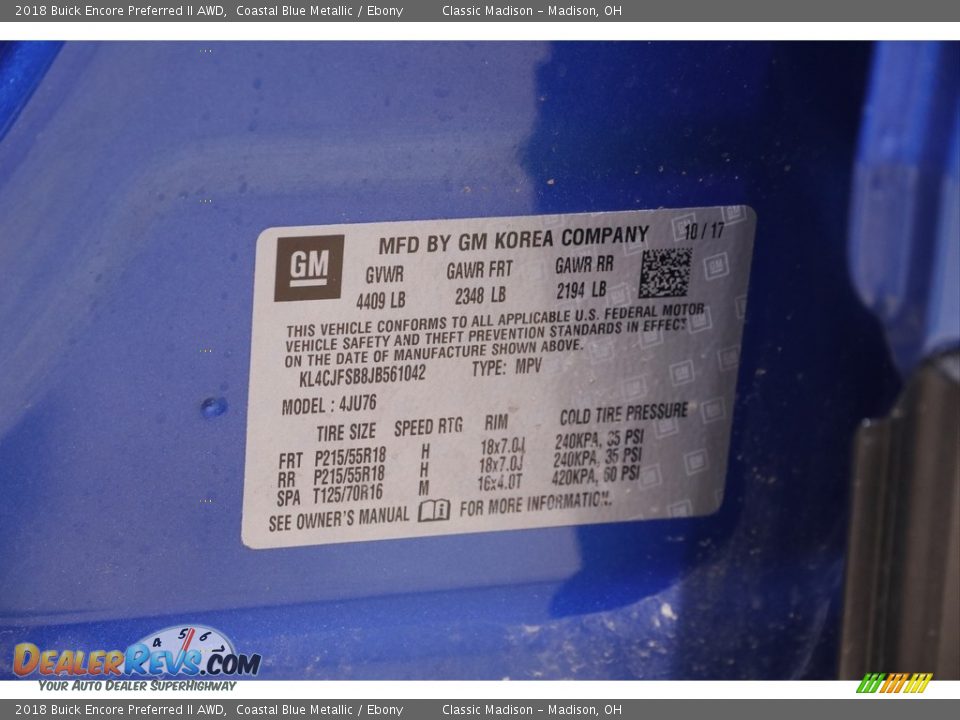 2018 Buick Encore Preferred II AWD, Coastal Blue Metallic / Ebony Classic Madison – Madison, OH
GM
MFD BY GM KOREA COMPANY 10 / 17
GVWR GAWR FRT GAWR RR
4409 LB 2348 LB 2194 LB
THIS VEHICLE CONFORMS TO ALL APPLICABLE U.S. FEDERAL MOTOR
VEHICLE SAFETY AND THEFT PREVENTION STANDARDS IN EFFECT
ON THE DATE OF MANUFACTURE SHOWN ABOVE.
KL4CJFSB8JB561042 TYPE: MPV
MODEL : 4JU76
TIRE SIZE SPEED RTG RIM COLD TIRE PRESSURE
FRT P215/55R18 H 18x7.0J 240KPA, 35 PSI
RR P215/55R18 H 18x7.0J 240KPA, 35 PSI
SPA T125/70R16 M 16x4.0T 420KPA, 60 PSI
SEE OWNER'S MANUAL i FOR MORE INFORMATION.
4 5 6 7
DEALERREVS.COM
YOUR AUTO DEALER SUPERHIGHWAY
2018 Buick Encore Preferred II AWD, Coastal Blue Metallic / Ebony Classic Madison – Madison, OH